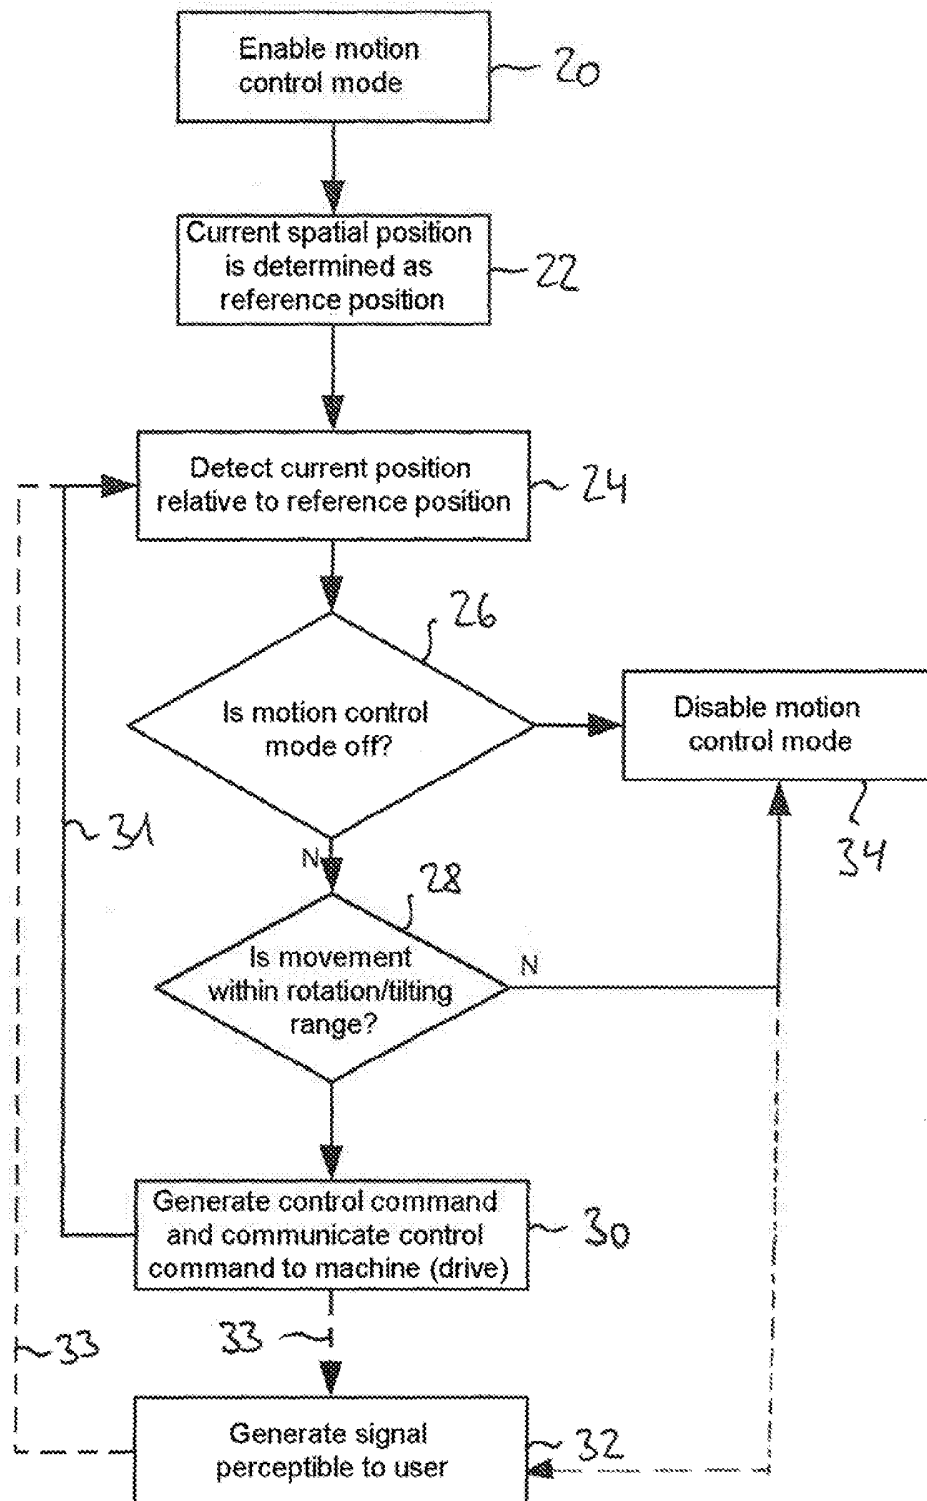 Enable motion
control mode
20
Current spatial position
is determined as
reference position
22
Detect current position
relative to reference position
24
26
Is motion control
mode off?
Disable motion
control mode
34
31
N
28
Is movement
within rotation/tilting
range?
N
Generate control command
and communicate control
command to machine (drive)
30
33
33
Generate signal
perceptible to user
32